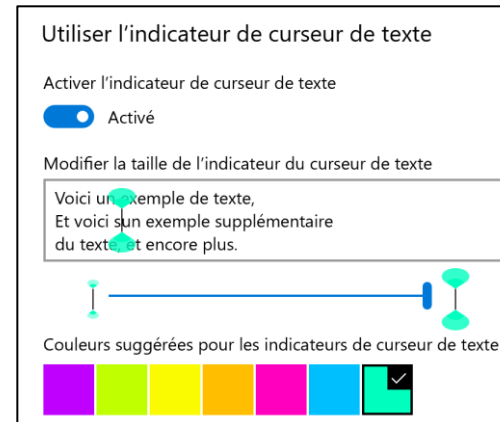 Utiliser l'indicateur de curseur de texte
Activer l'indicateur de curseur de texte
Activé
Modifier la taille de l'indicateur du curseur de texte
Voici un exemple de texte,
Et voici sun exemple supplémentaire
du texte, et encore plus.
Couleurs suggérées pour les indicateurs de curseur de texte